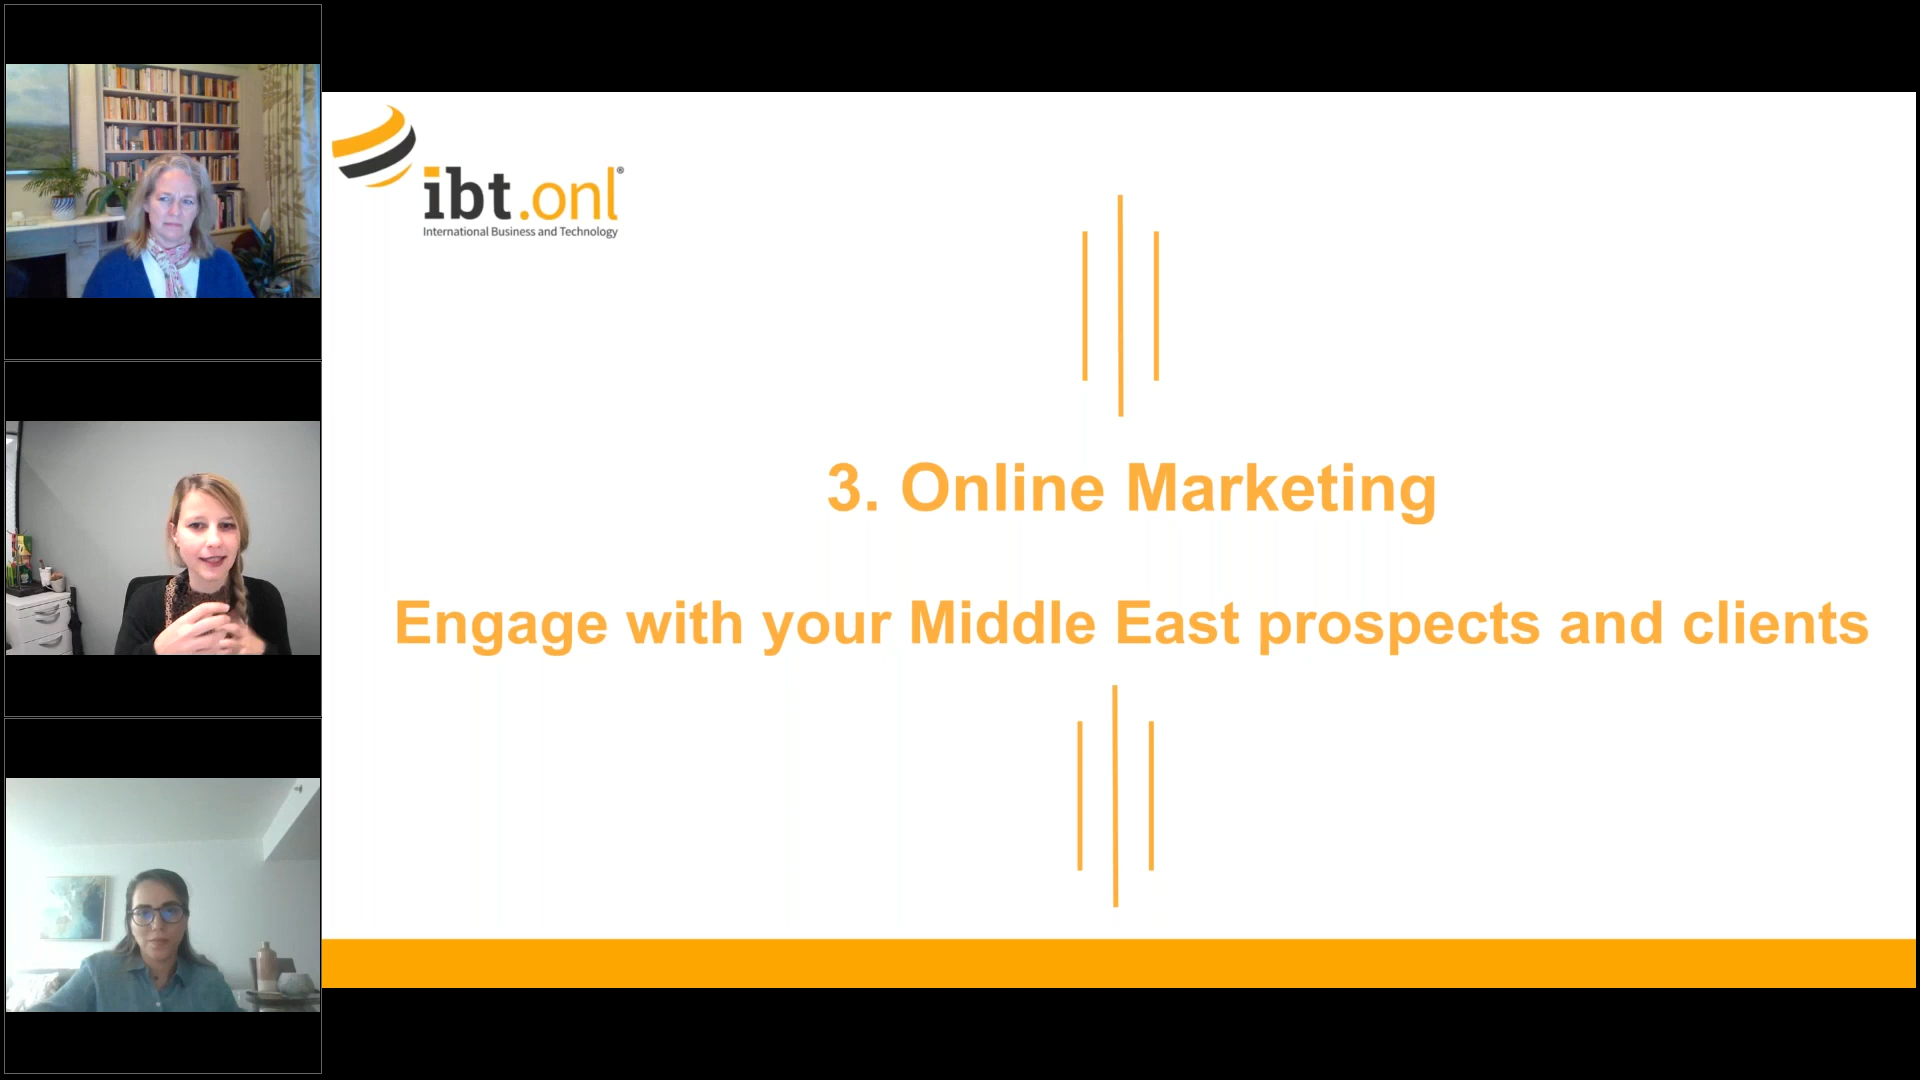 ibt.onl®
International Business and Technology
3. Online Marketing
Engage with your Middle East prospects and clients